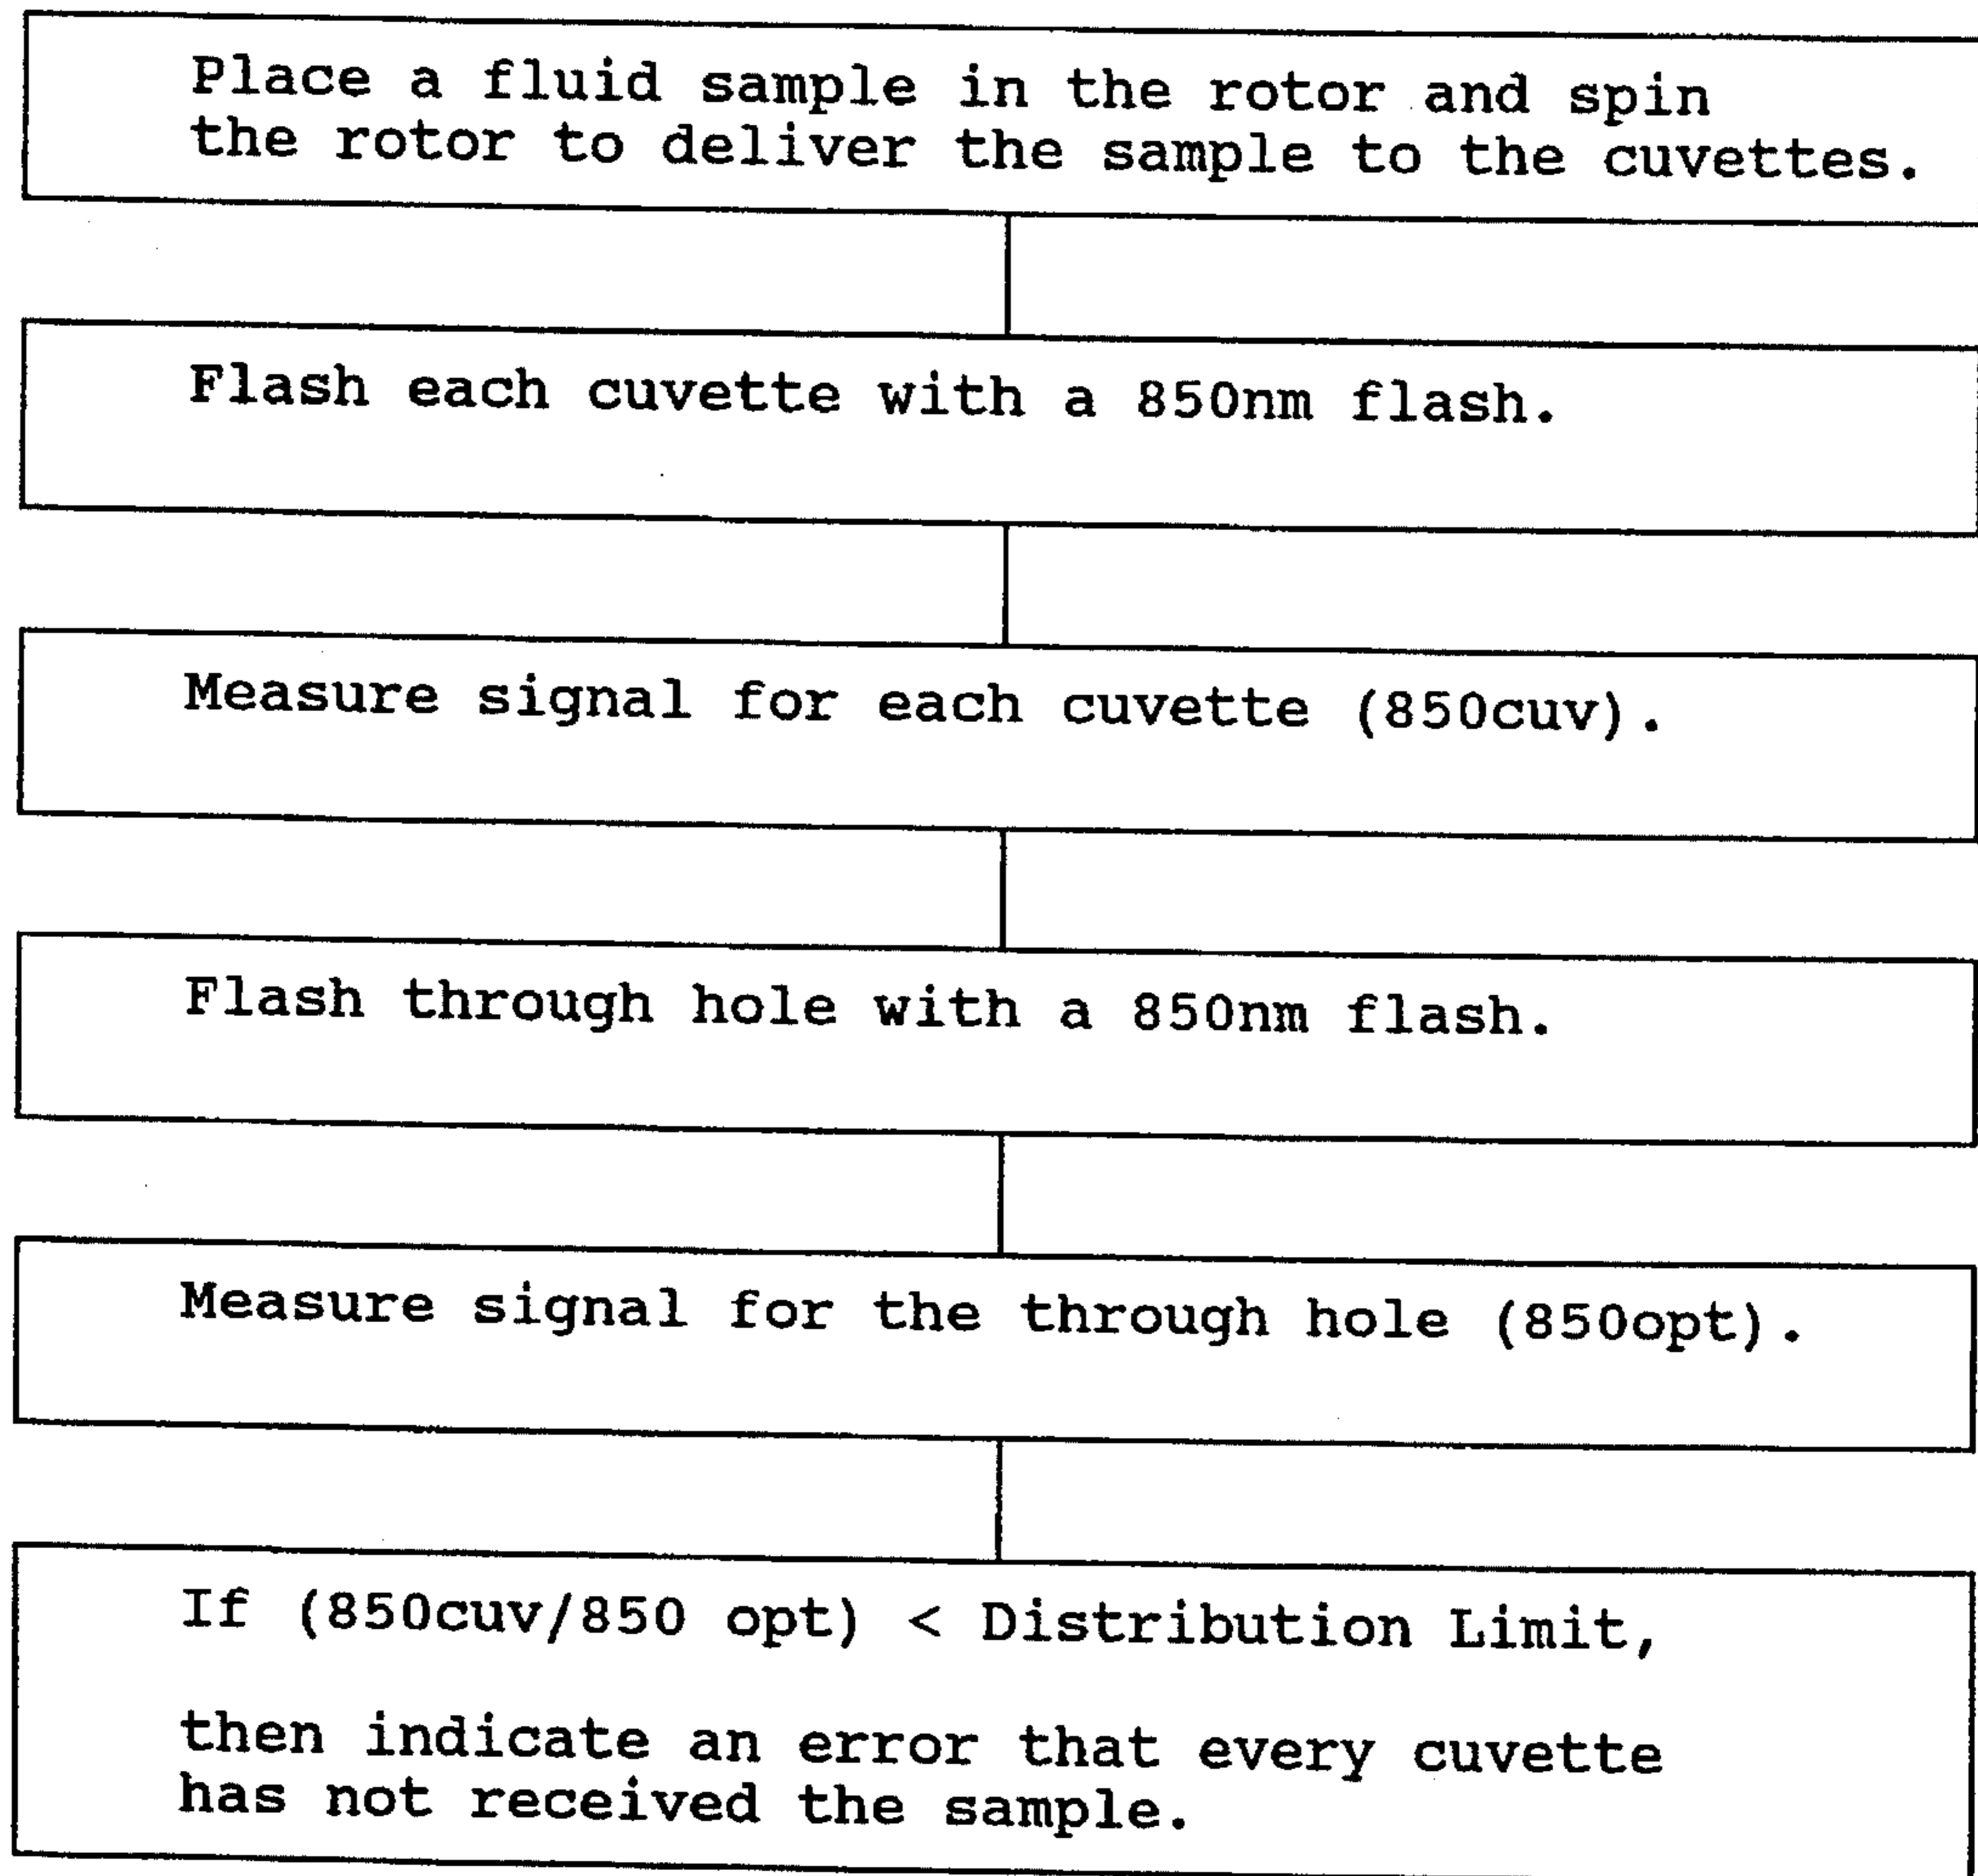 Place a fluid sample in the rotor and spin
the rotor to deliver the sample to the cuvettes.
Flash each cuvette with a 850nm flash.
Measure signal for each cuvette (850cuv).
Flash through hole with a 850nm flash.
Measure signal for the through hole (850opt).
If (850cuv/850 opt) < Distribution Limit,
then indicate an error that every cuvette
has not received the sample.